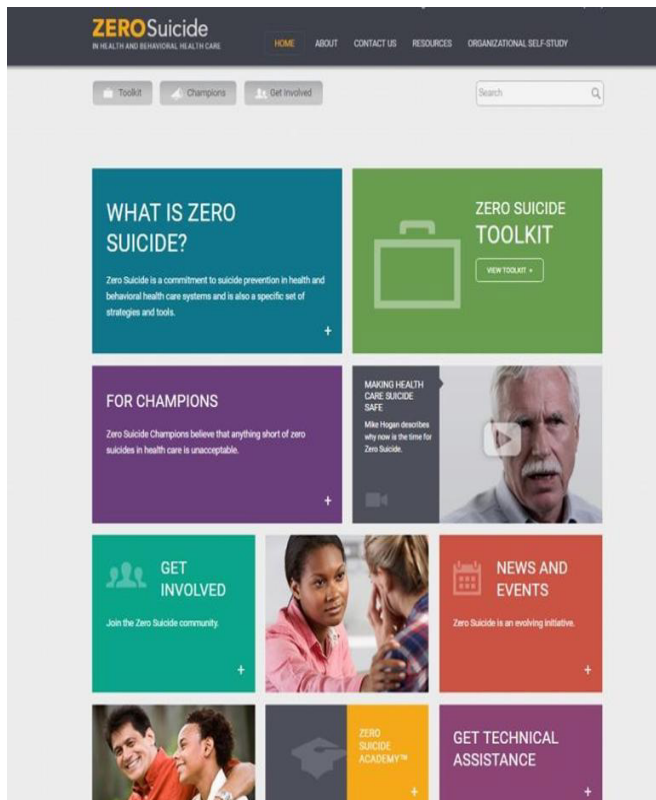 ZEROSuicide
IN HEALTH AND BEHAVIORAL HEALTH CARE
HOME ABOUT CONTACT US RESOURCES ORGANIZATIONAL SELF-STUDY
Toolkit Champions Get Involved
Search
WHAT IS ZERO
SUICIDE?
Zero Suicide is a commitment to suicide prevention in health and
behavioral health care systems and is also a specific set of
strategies and tools.
+
ZERO SUICIDE
TOOLKIT
VIEW TOOLKIT »
FOR CHAMPIONS
Zero Suicide Champions believe that anything short of zero
suicides in health care is unacceptable.
+
MAKING HEALTH
CARE SUICIDE
SAFE
Mike Hogan describes
why now is the time for
Zero Suicide.
GET
INVOLVED
Join the Zero Suicide community.
+
NEWS AND
EVENTS
Zero Suicide is an evolving initiative.
+
ZERO
SUICIDE
ACADEMY™
+
GET TECHNICAL
ASSISTANCE
+